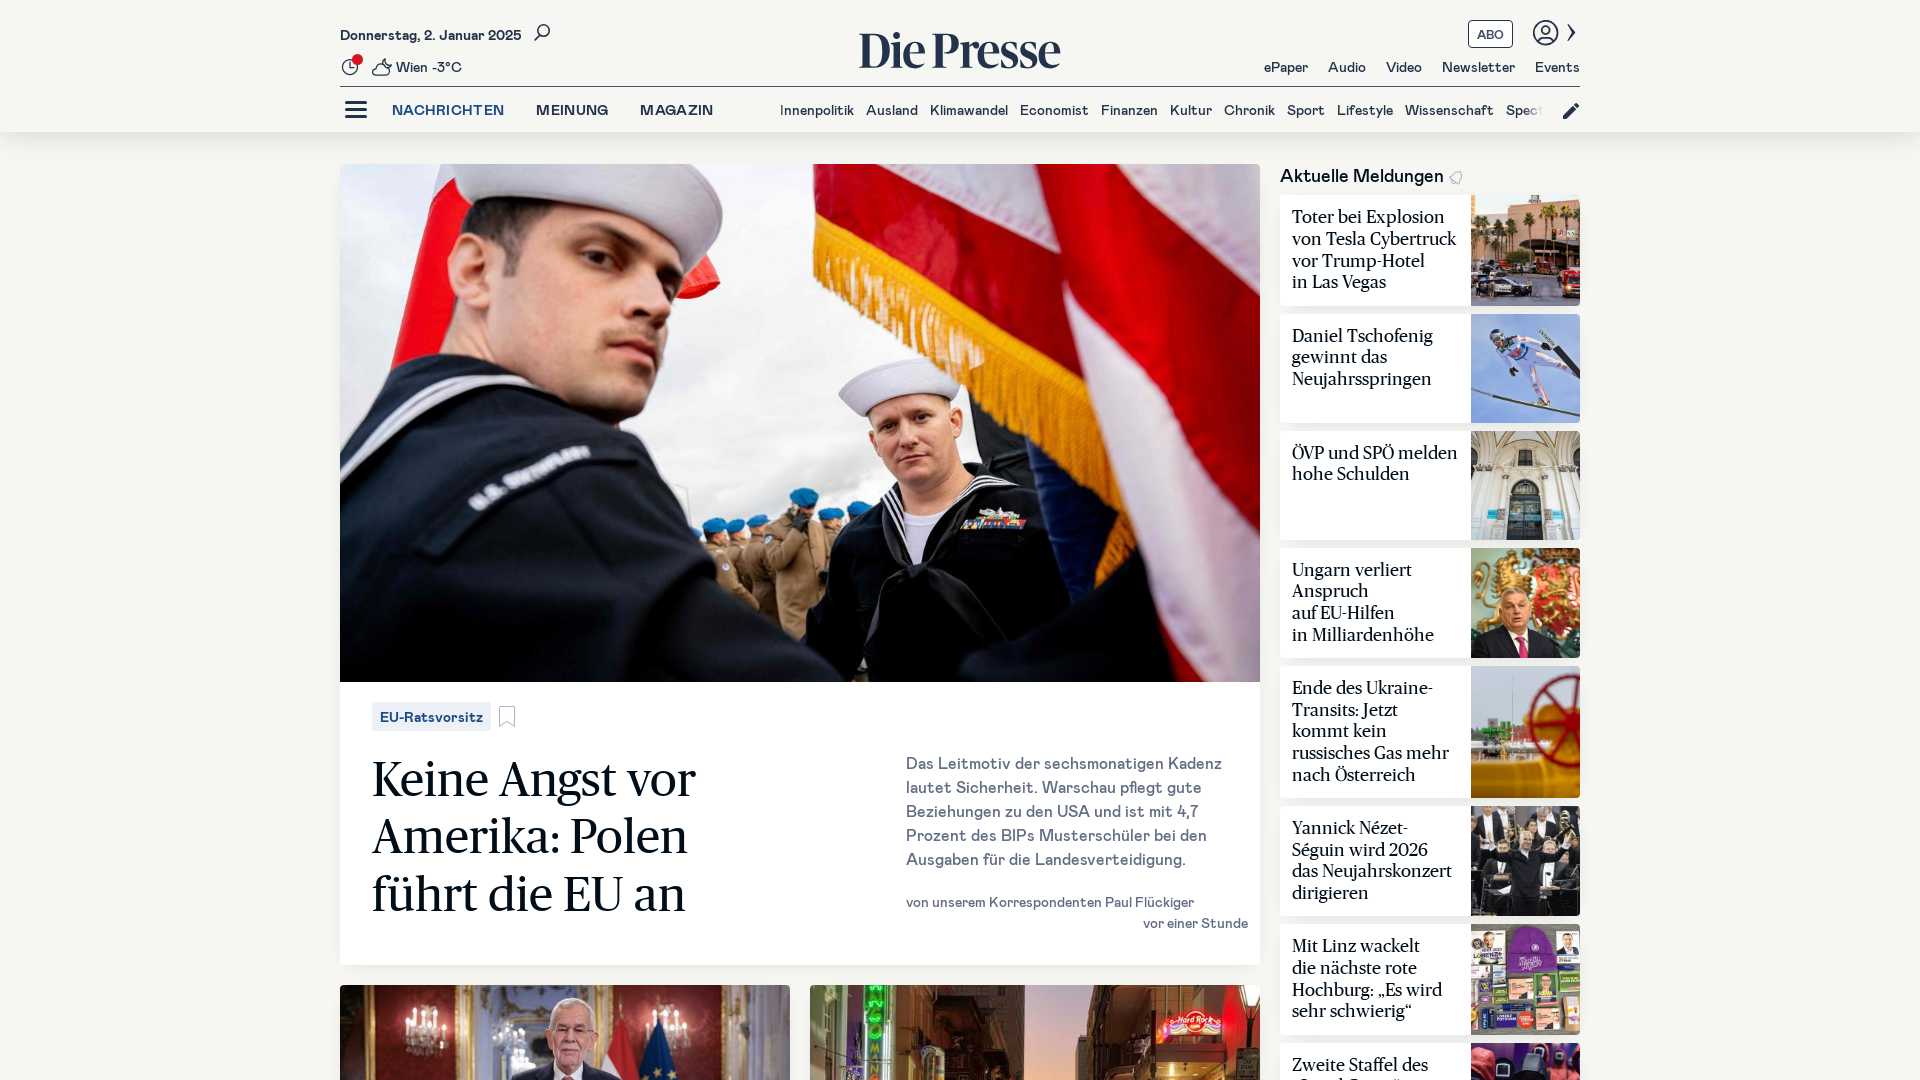 Donnerstag, 2. Januar 2025
Wien -3°C
Die Presse
ABO
ePaper Audio Video Newsletter Events
NACHRICHTEN MEINUNG MAGAZIN
Innenpolitik Ausland Klimawandel Economist Finanzen Kultur Chronik Sport Lifestyle Wissenschaft Spect
EU-Ratsvorsitz
Keine Angst vor
Amerika: Polen
führt die EU an
Das Leitmotiv der sechsmonatigen Kadenz
lautet Sicherheit. Warschau pflegt gute
Beziehungen zu den USA und ist mit 4,7
Prozent des BIPs Musterschüler bei den
Ausgaben für die Landesverteidigung.
von unserem Korrespondenten Paul Flückiger
vor einer Stunde
Hard Rock
Aktuelle Meldungen
Toter bei Explosion
von Tesla Cybertruck
vor Trump-Hotel
in Las Vegas
Daniel Tschofenig
gewinnt das
Neujahrsspringen
ÖVP und SPÖ melden
hohe Schulden
Ungarn verliert
Anspruch
auf EU-Hilfen
in Milliardenhöhe
Ende des Ukraine-
Transits: Jetzt
kommt kein
russisches Gas mehr
nach Österreich
Yannick Nézet-
Séguin wird 2026
das Neujahrskonzert
dirigieren
Mit Linz wackelt
die nächste rote
Hochburg: „Es wird
sehr schwierig“
Zweite Staffel des